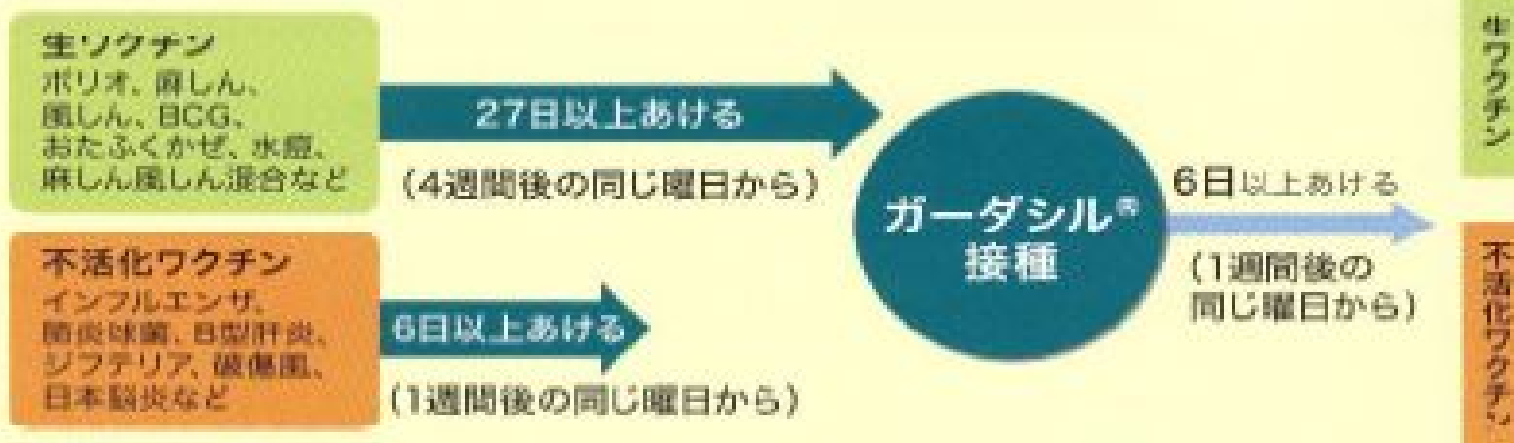 生ワクチン
ポリオ、麻しん、
風しん、BCG、
おたふくかぜ、水痘、
麻しん風しん混合など
27日以上あける
(4週間後の同じ曜日から)
不活化ワクチン
インフルエンザ、
肺炎球菌、B型肝炎、
ジフテリア、破傷風、
日本脳炎など
6日以上あける
(1週間後の同じ曜日から)
ガーダシル®
接種
6日以上あける
(1週間後の
同じ曜日から)
生ワクチン
不活化ワクチン